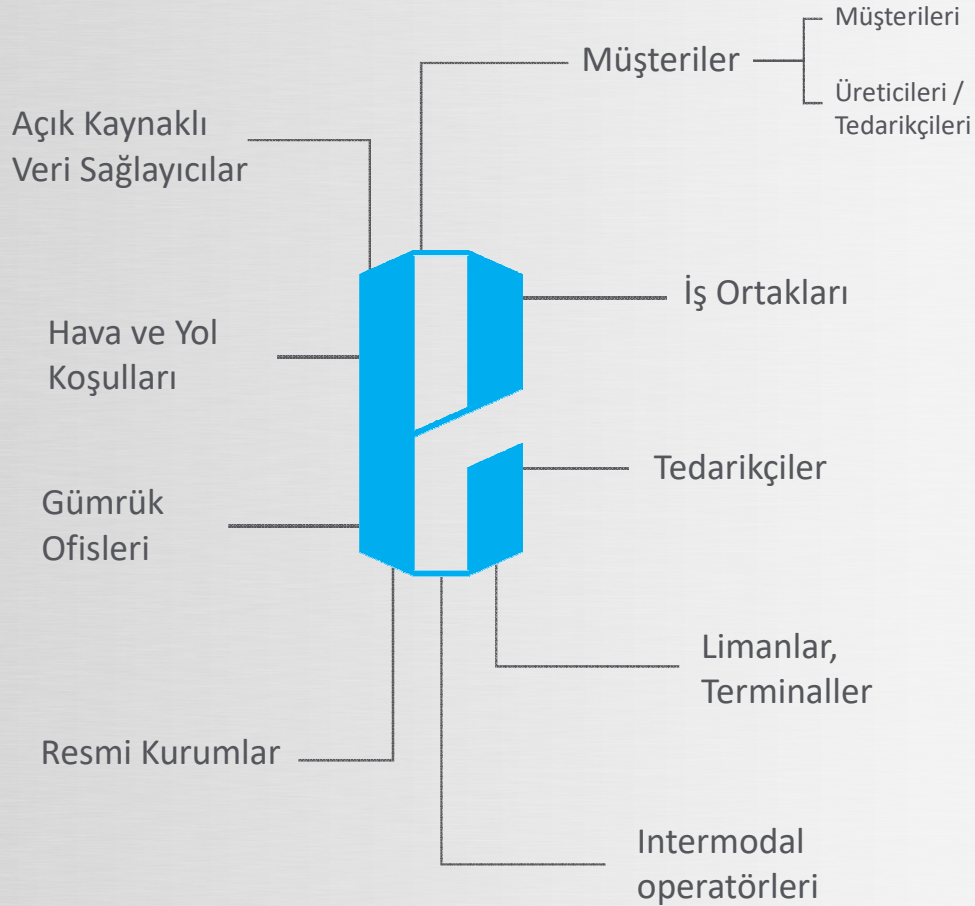 Müşterileri
Müşteriler
Üreticileri /
Tedarikçileri
Açık Kaynaklı
Veri Sağlayıcılar
İş Ortakları
Hava ve Yol
Koşulları
Tedarikçiler
Gümrük
Ofisleri
Limanlar,
Terminaller
Resmi Kurumlar
Intermodal
operatörleri